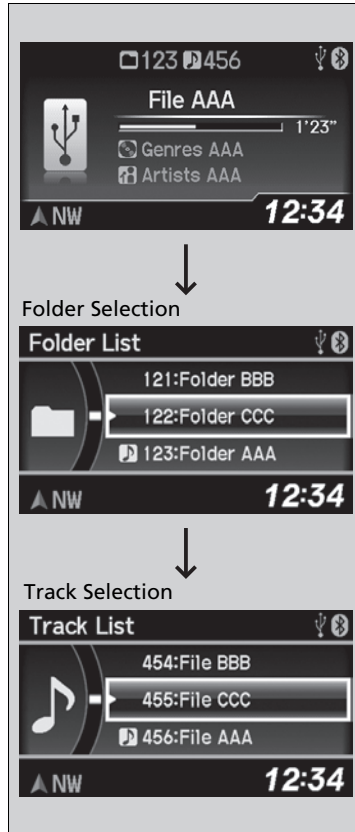 123 456
File AAA
1'23"
Genres AAA
Artists AAA
NW 12:34
Folder Selection
Folder List
121:Folder BBB
122:Folder CCC
123:Folder AAA
NW 12:34
Track Selection
Track List
454:File BBB
455:File CCC
456:File AAA
NW 12:34